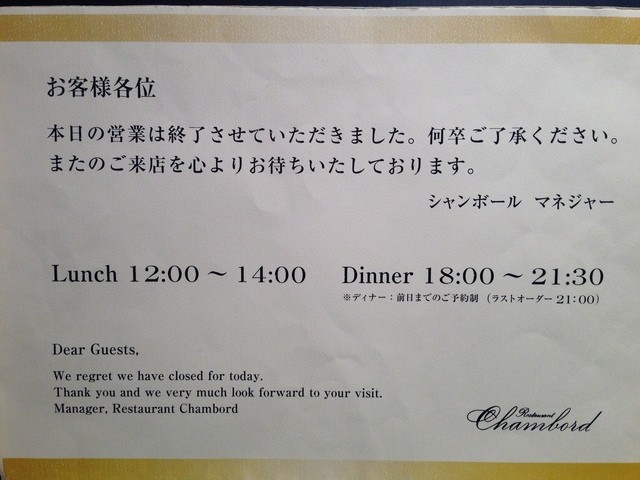 お客様各位
本日の営業は終了させていただきました。何卒ご了承ください。
またのご来店を心よりお待ちいたしております。
シャンボール マネジャー
Lunch 12:00 ～ 14:00 Dinner 18:00 ～ 21:30
※ディナー：前日までのご予約制 （ラストオーダー 21:00）
Dear Guests,
We regret we have closed for today.
Thank you and we very much look forward to your visit.
Manager, Restaurant Chambord
Restaurant
Chambord